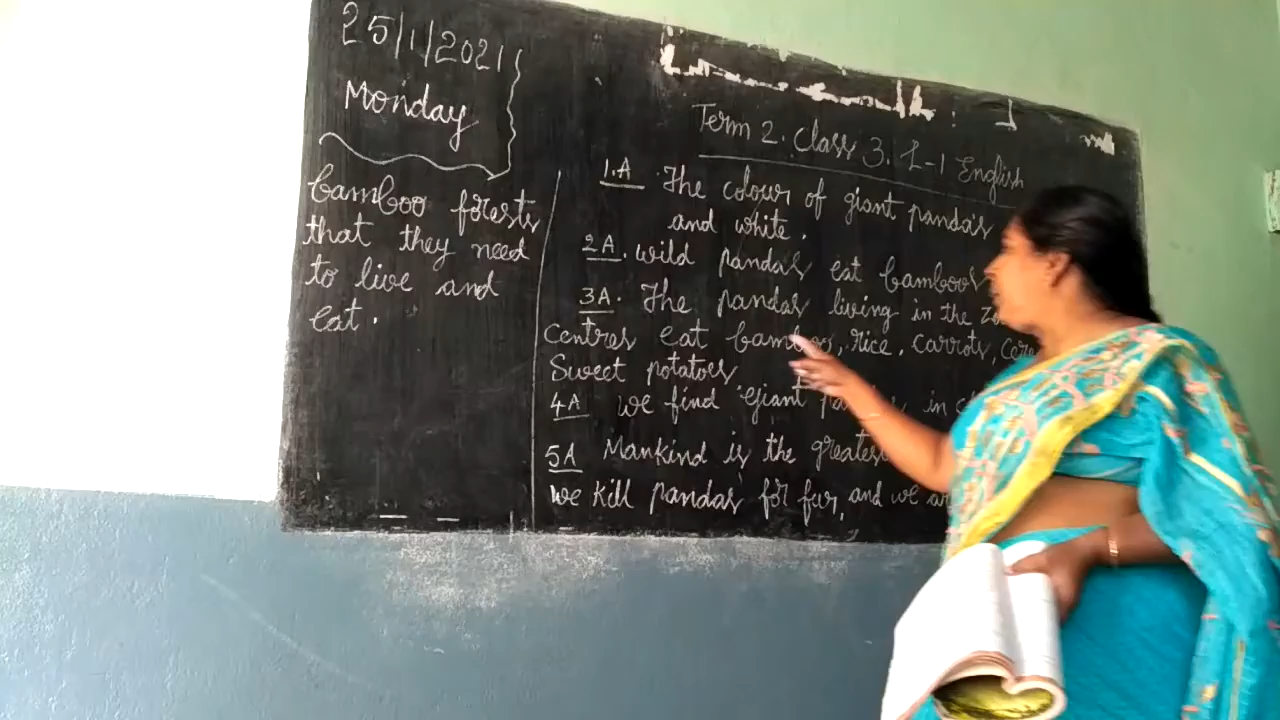 25/1/2021
Monday
bamboo forests
that they need
to live and
eat.
Term 2. Class 3. L-1 English
1.A The colour of giant panda's
and white.
2A. wild pandas eat bamboos
3A. The pandas living in the
centres eat bamboo, rice, carrots,
Sweet potatoes
4A we find Giant in
5A Mankind is the
we kill pandas for fur, and we